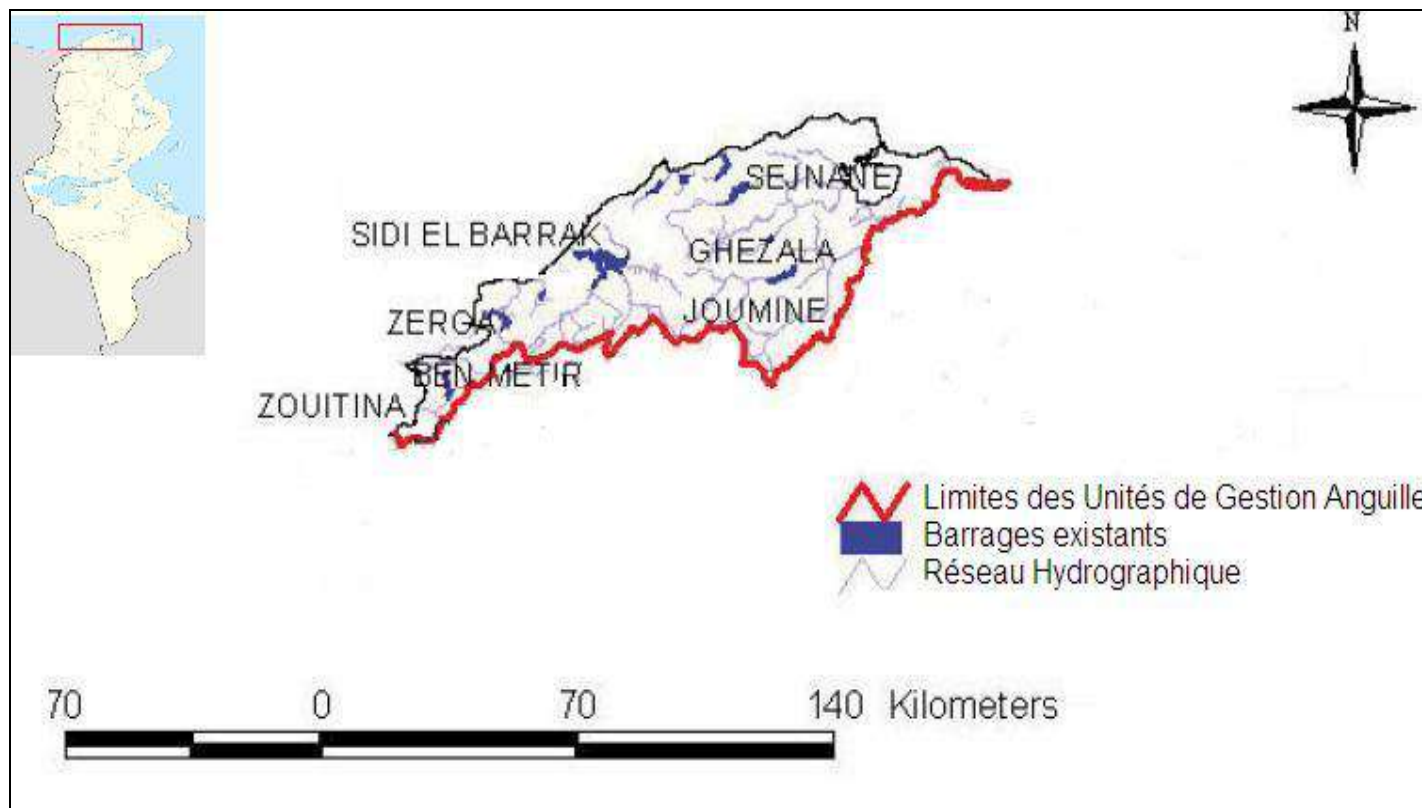 N
SEJNANE
SIDI EL BARRAK
GHEZALA
JOUMINE
ZERGA
BEN METIR
ZOUITINA
Limites des Unités de Gestion Anguille
Barrages existants
Réseau Hydrographique
70 0 70 140 Kilometers